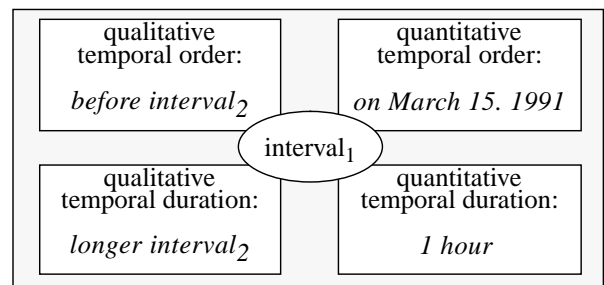 qualitative
temporal order:
before interval₂
quantitative
temporal order:
on March 15. 1991
interval₁
qualitative
temporal duration:
longer interval₂
quantitative
temporal duration:
1 hour